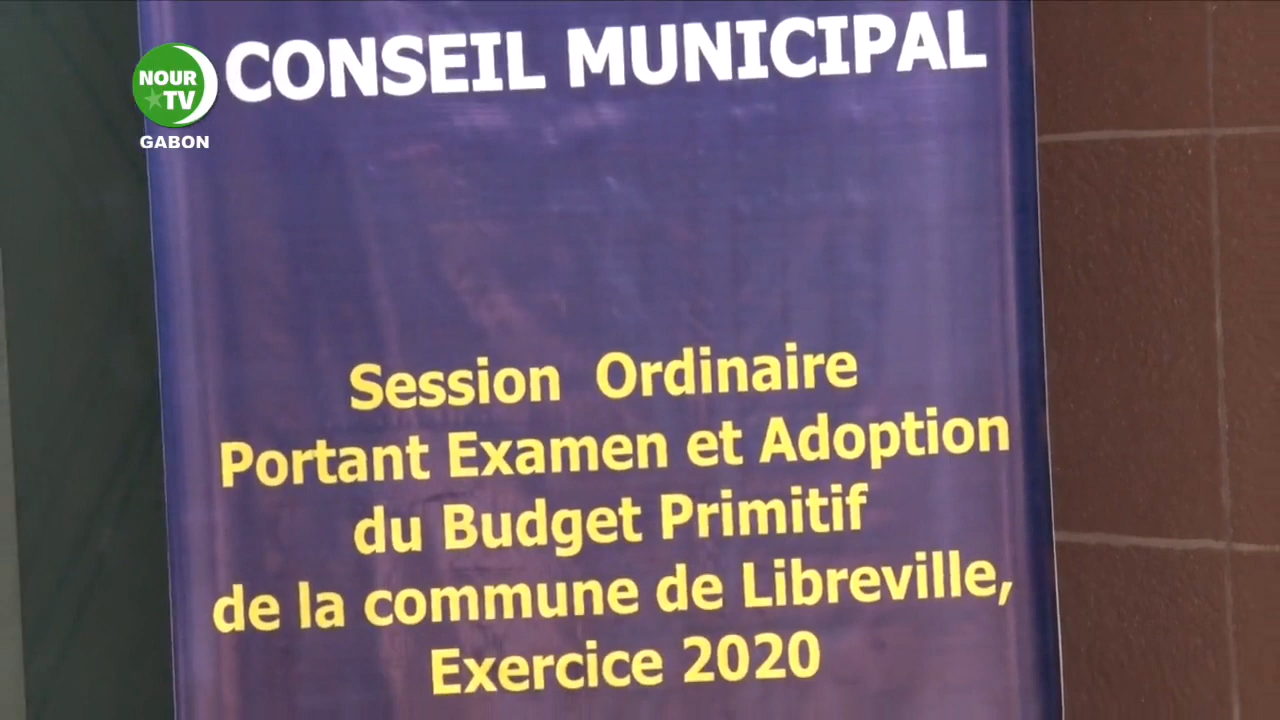 CONSEIL MUNICIPAL
NOUR
TV
GABON
Session Ordinaire
Portant Examen et Adoption
du Budget Primitif
de la commune de Libreville,
Exercice 2020